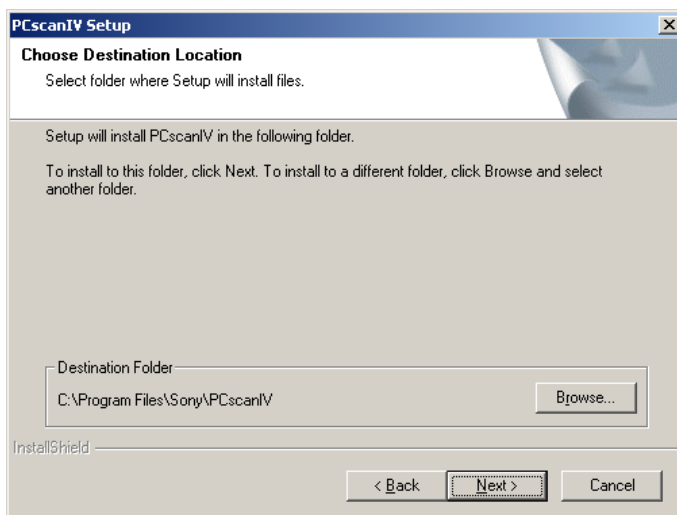 PCscanIV Setup
Choose Destination Location
Select folder where Setup will install files.
Setup will install PCscanIV in the following folder.
To install to this folder, click Next. To install to a different folder, click Browse and select
another folder.
Destination Folder
C:\Program Files\Sony\PCscanIV
Browse...
InstallShield
< Back
Next >
Cancel